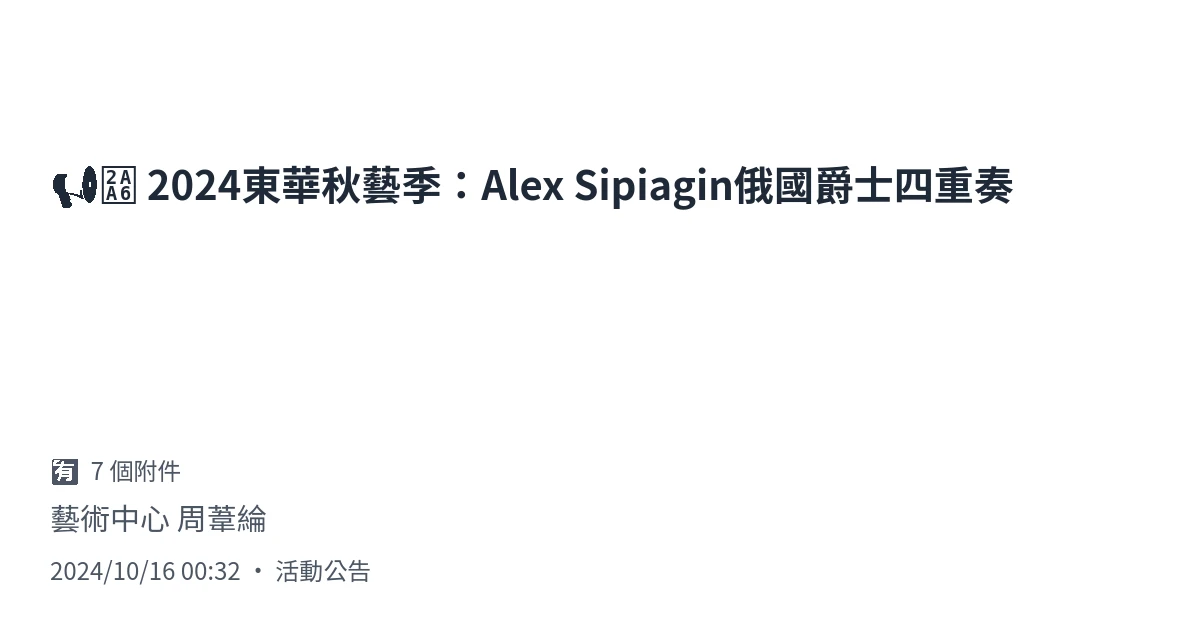 📢𪪦 2024東華秋藝季：Alex Sipiagin俄國爵士四重奏
🈶 7 個附件
藝術中心 周葦綸
2024/10/16 00:32 • 活動公告